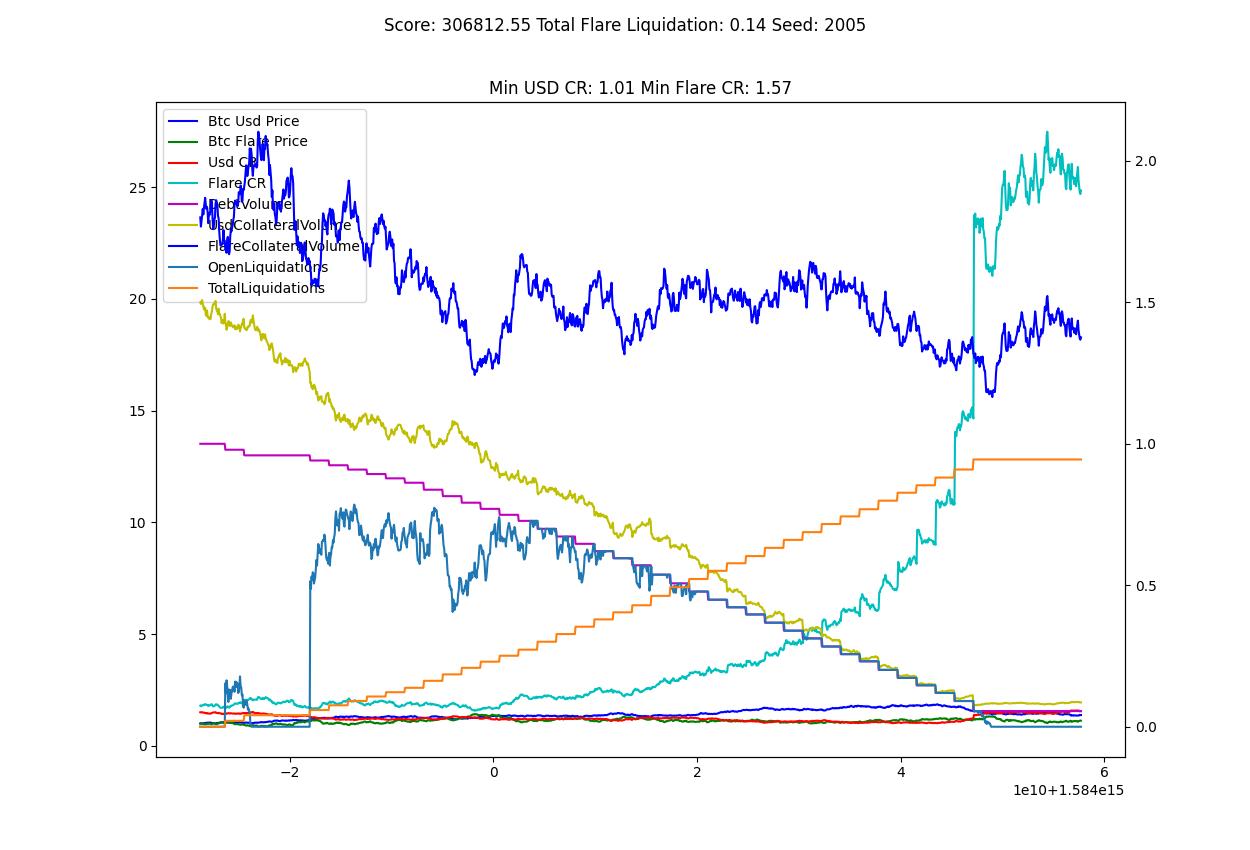 Score: 306812.55 Total Flare Liquidation: 0.14 Seed: 2005
Min USD CR: 1.01 Min Flare CR: 1.57
Btc Usd Price
Btc Flare Price
Usd CR
Flare CR
DebtVolume
UsdCollateralVolume
FlareCollateralVolume
OpenLiquidations
TotalLiquidations
25
20
15
10
5
0
2.0
1.5
1.0
0.5
0.0
−2
0
2
4
6
1e10+1.584e15